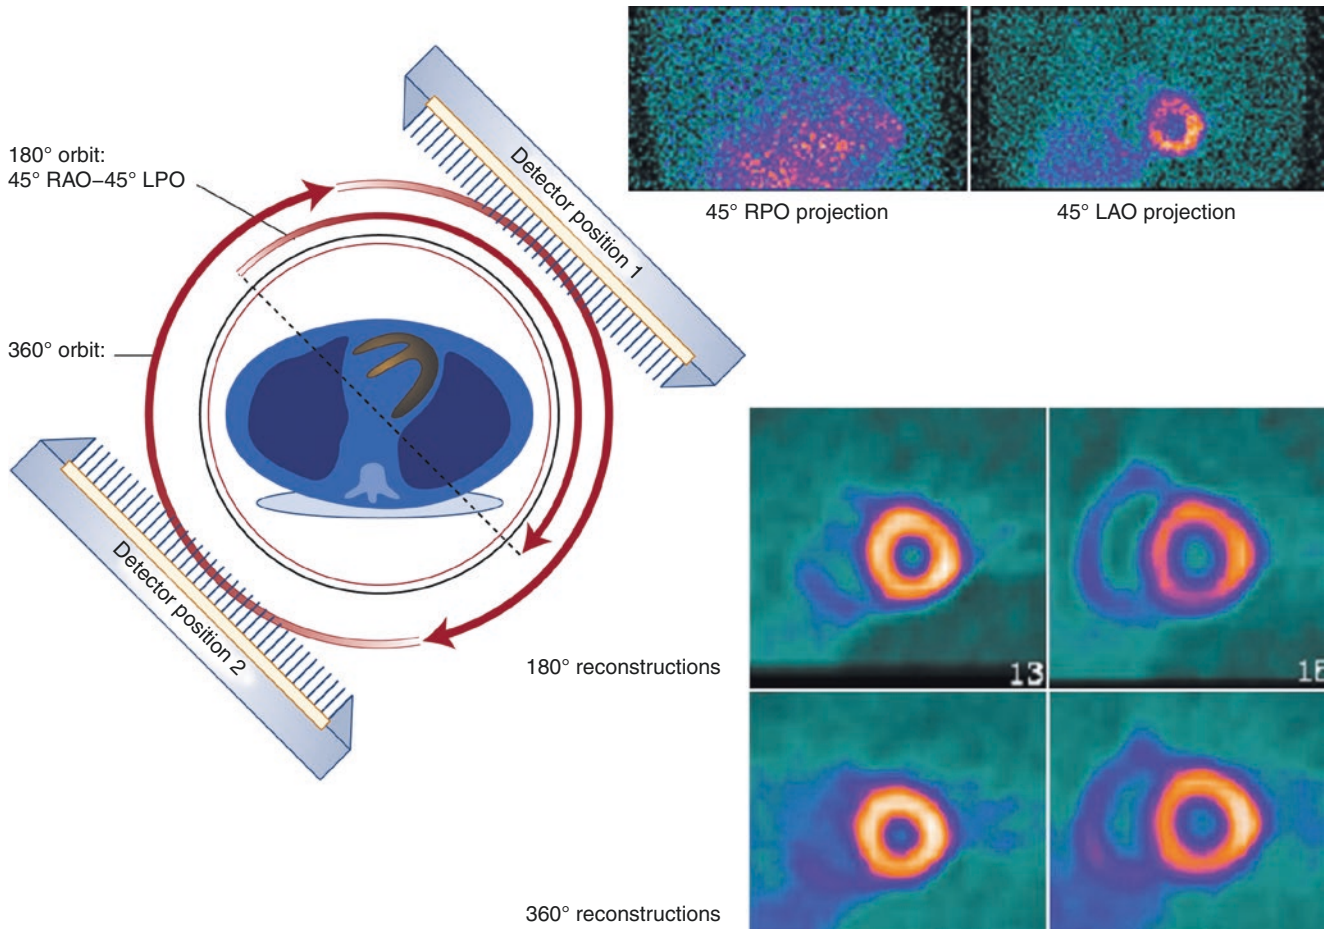 180° orbit:
45° RAO–45° LPO
360° orbit:
Detector position 1
Detector position 2
45° RPO projection
45° LAO projection
180° reconstructions
13
360° reconstructions